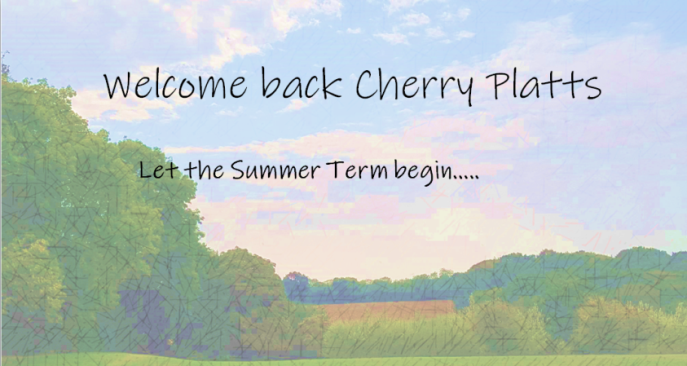 Welcome back Cherry Platts
Let the Summer Term begin.....